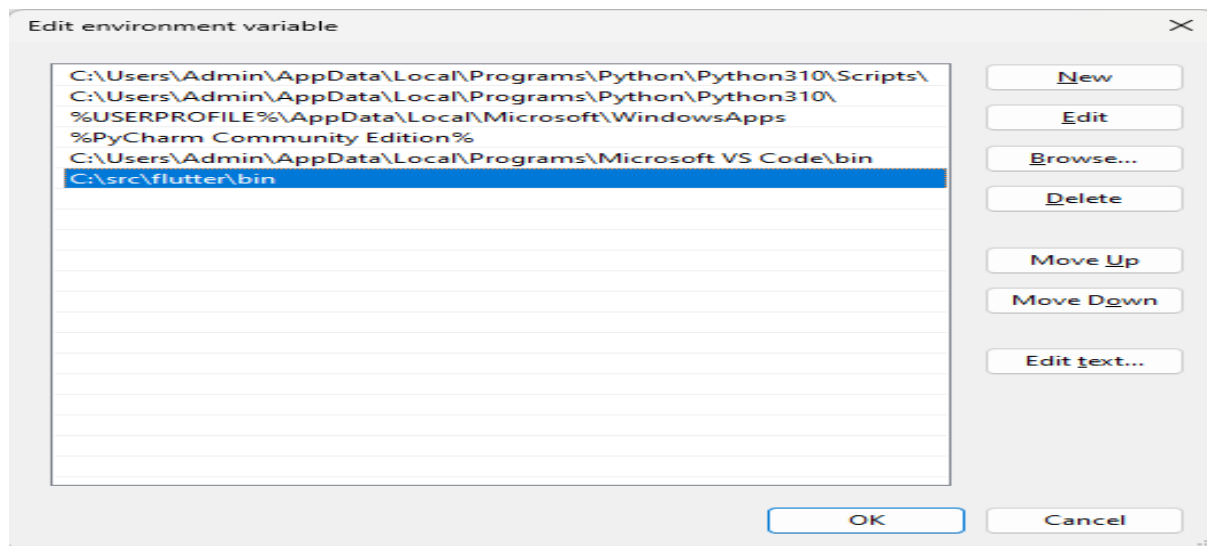 Edit environment variable
C:\Users\Admin\AppData\Local\Programs\Python\Python310\Scripts\
C:\Users\Admin\AppData\Local\Programs\Python\Python310\
%USERPROFILE%\AppData\Local\Microsoft\WindowsApps
%PyCharm Community Edition%
C:\Users\Admin\AppData\Local\Programs\Microsoft VS Code\bin
C:\src\flutter\bin
New
Edit
Browse...
Delete
Move Up
Move Down
Edit text...
OK
Cancel